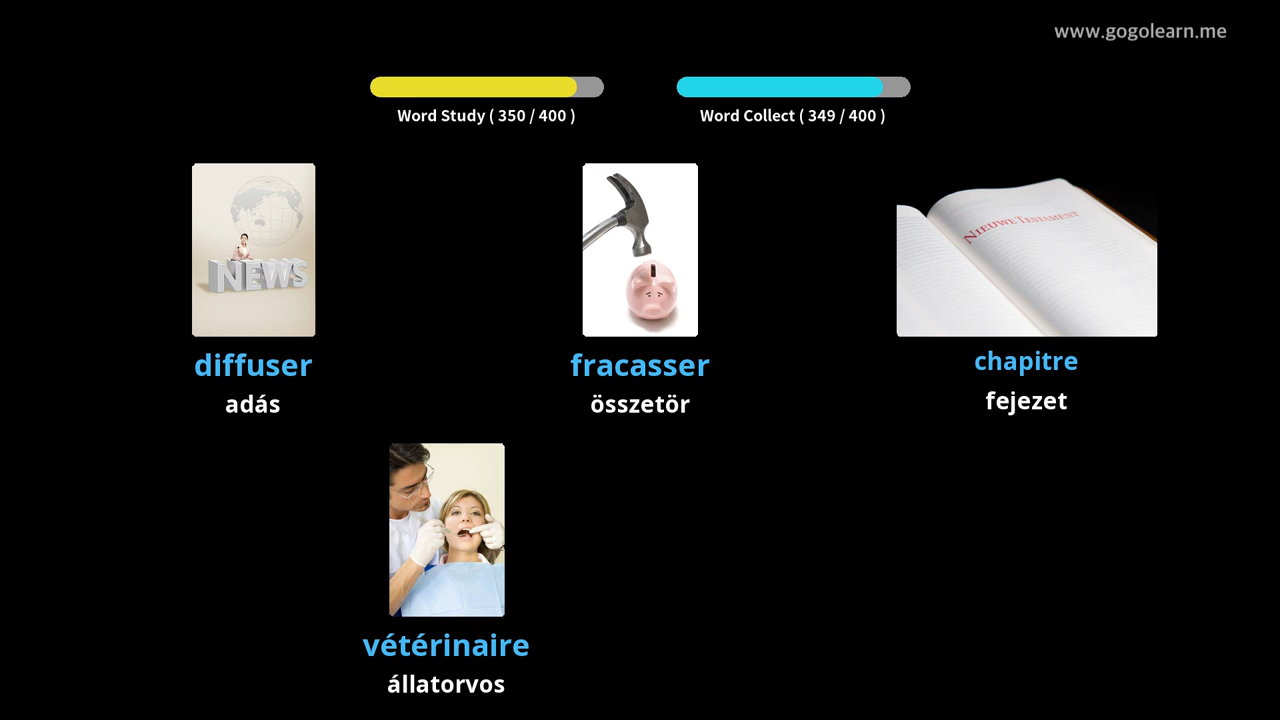 www.gogolearn.me
Word Study ( 350 / 400 )
Word Collect ( 349 / 400 )
NEWS
NIEUWE TESTAMENT
diffuser
fracasser
chapitre
adás
összetör
fejezet
vétérinaire
állatorvos